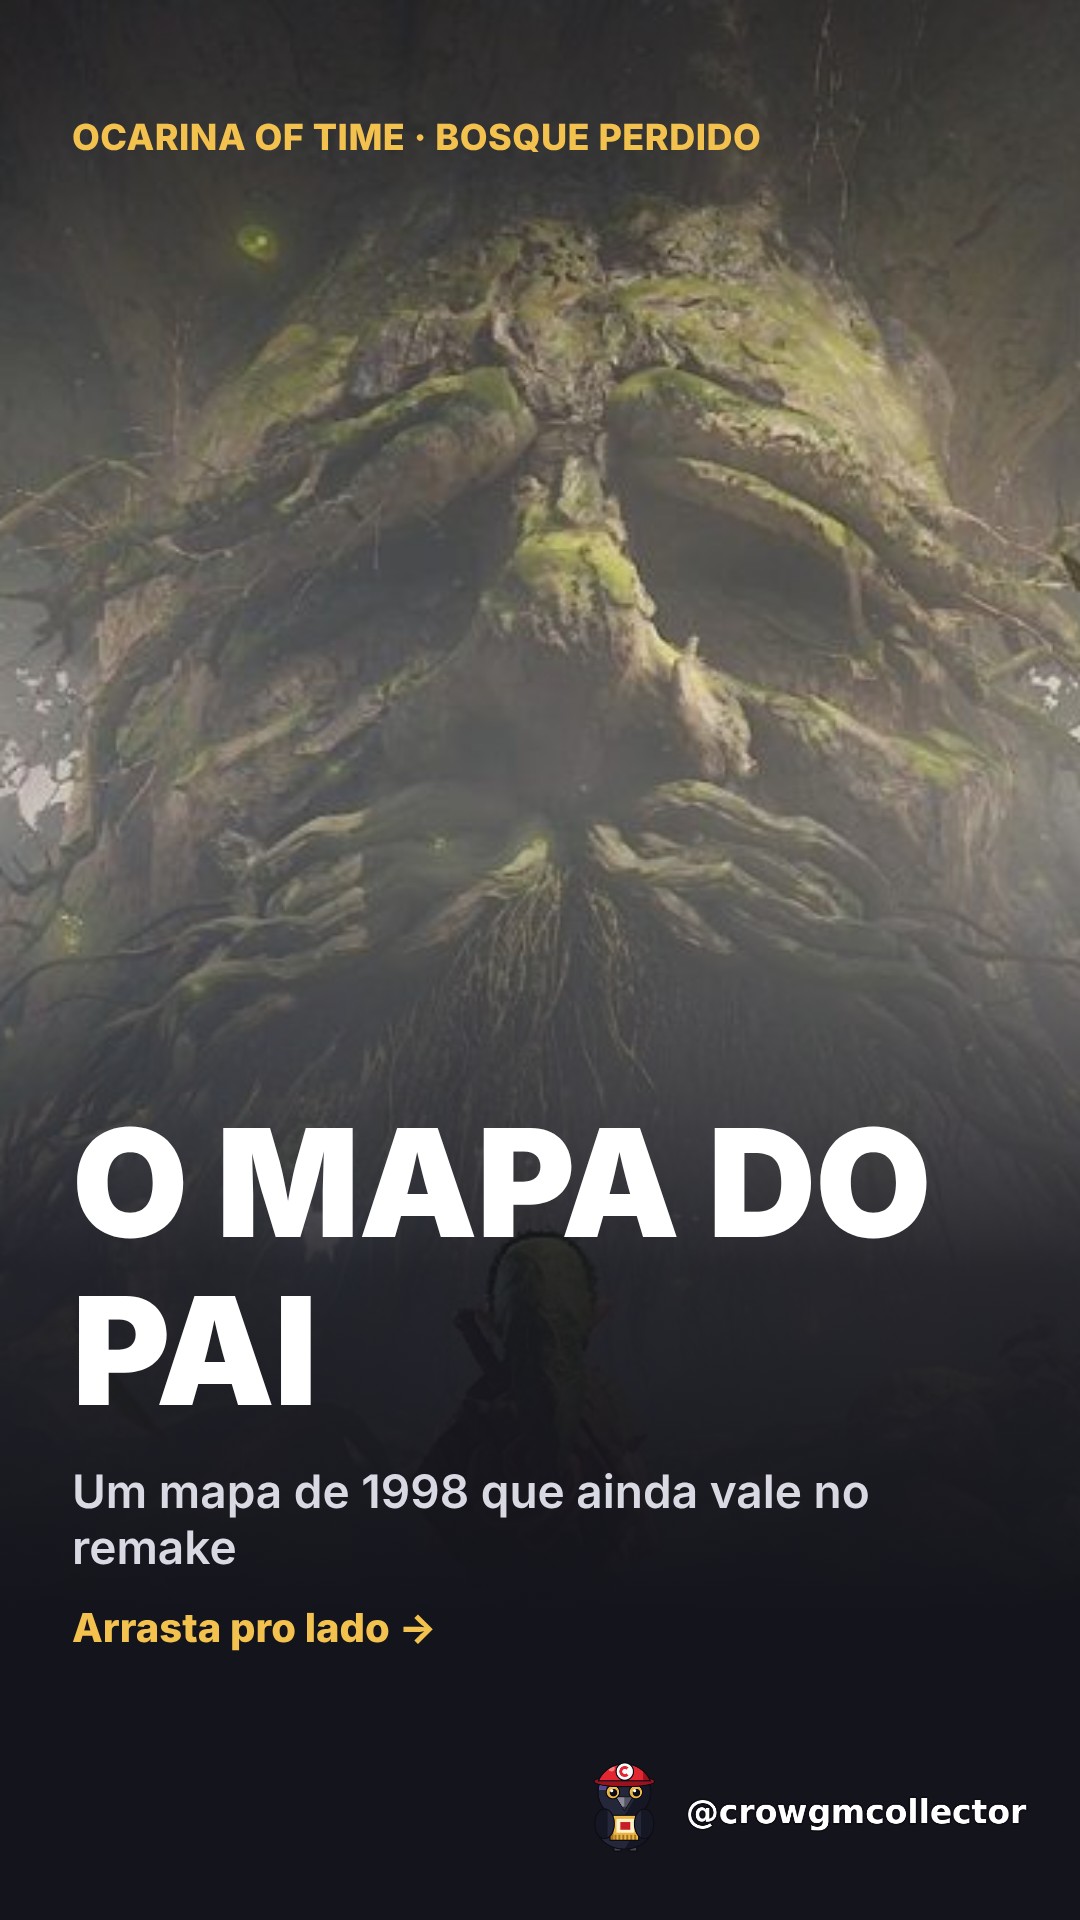 OCARINA OF TIME · BOSQUE PERDIDO
O MAPA DO
PAI
Um mapa de 1998 que ainda vale no
remake
Arrasta pro lado →
C
@crowgmcollector